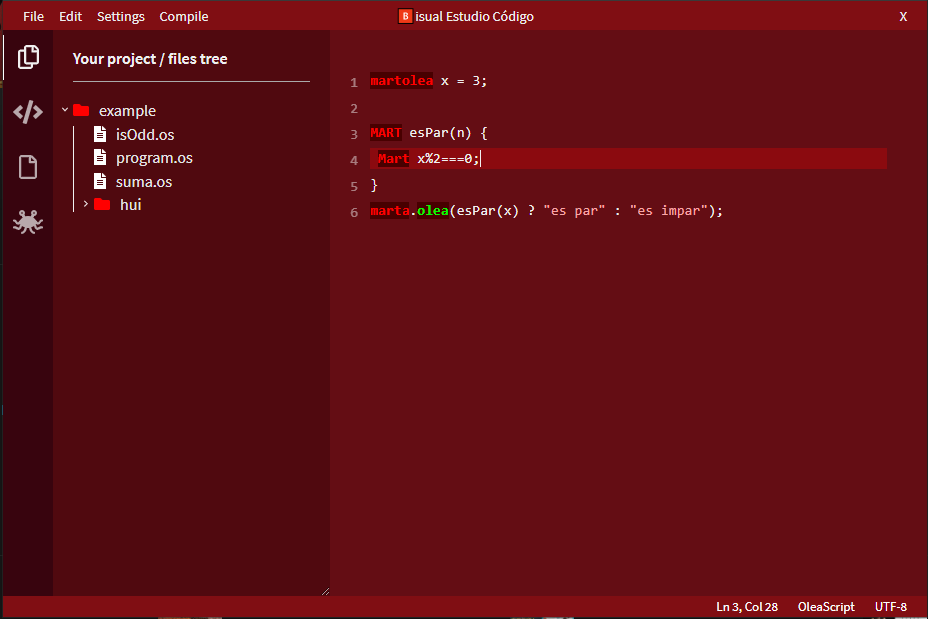 File Edit Settings Compile B isual Estudio Código X
Your project / files tree
example
isOdd.os
program.os
suma.os
hui
1 martolea x = 3;
2
3 MART esPar(n) {
4 Mart x%2===0;
5 }
6 marta.olea(esPar(x) ? "es par" : "es impar");
Ln 3, Col 28 OleaScript UTF-8